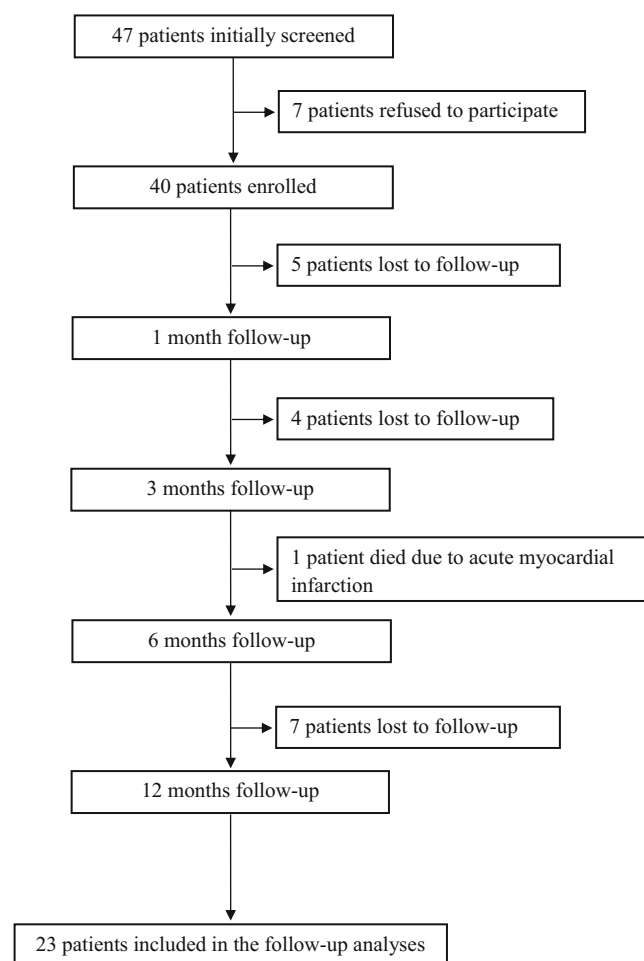 47 patients initially screened
7 patients refused to participate
40 patients enrolled
5 patients lost to follow-up
1 month follow-up
4 patients lost to follow-up
3 months follow-up
1 patient died due to acute myocardial
infarction
6 months follow-up
7 patients lost to follow-up
12 months follow-up
23 patients included in the follow-up analyses